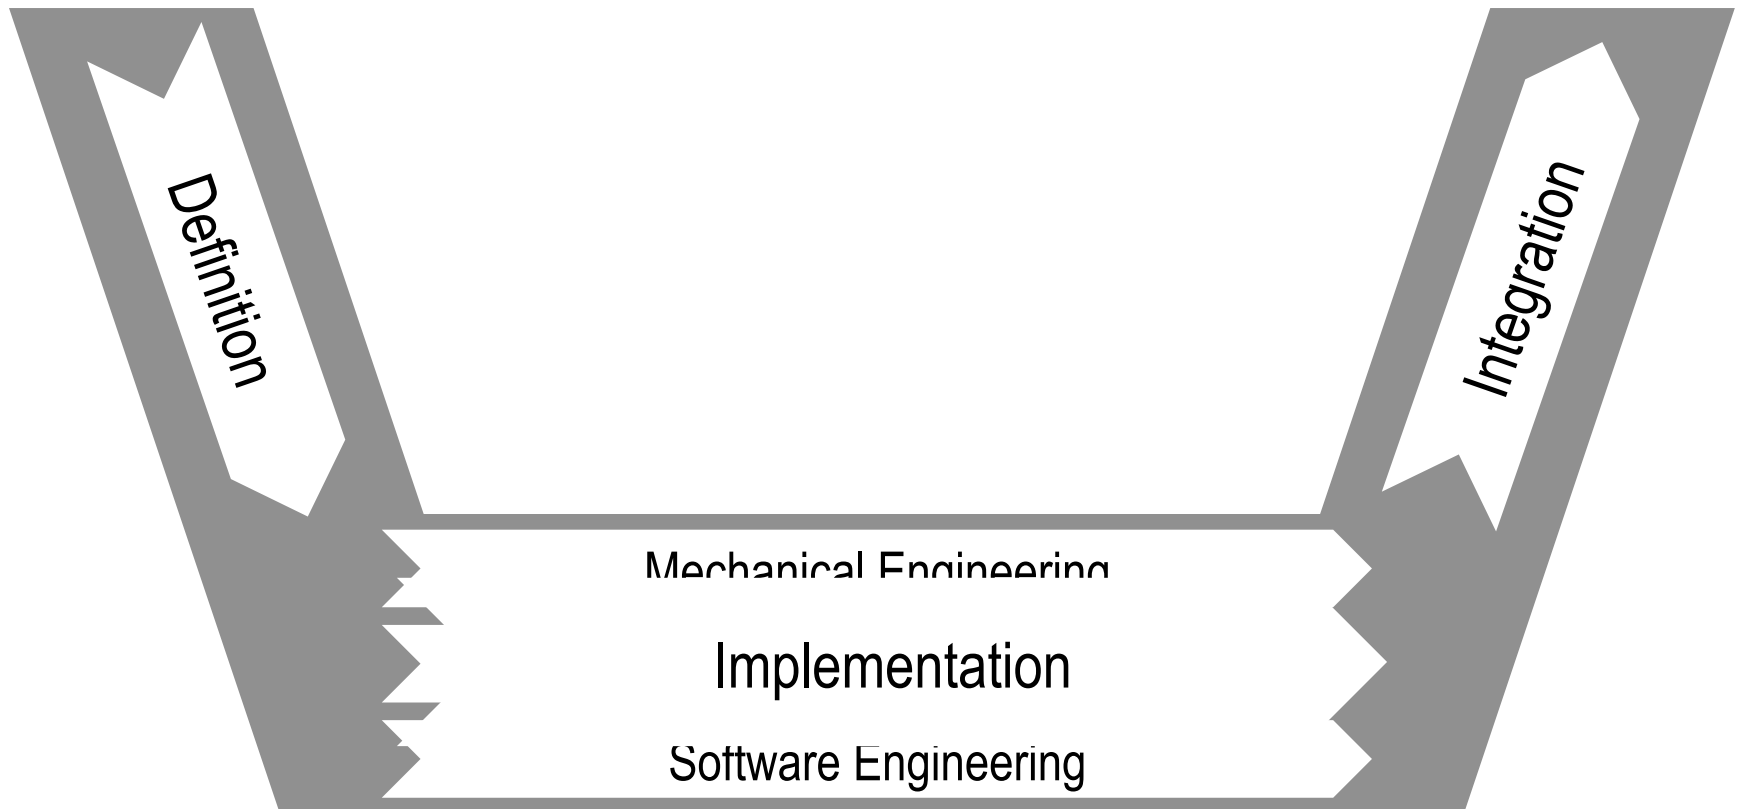 Definition
Integration
Mechanical Engineering
Implementation
Software Engineering